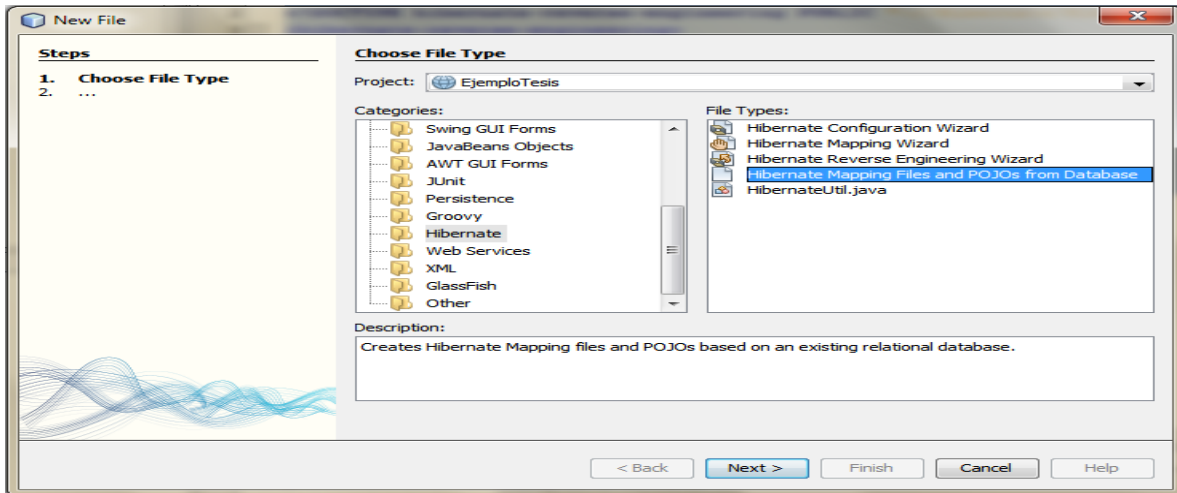 New File
Steps
1. Choose File Type
2. ...
Choose File Type
Project: EjemploTesis
Categories:
Swing GUI Forms
JavaBeans Objects
AWT GUI Forms
JUnit
Persistence
Groovy
Hibernate
Web Services
XML
GlassFish
Other
File Types:
Hibernate Configuration Wizard
Hibernate Mapping Wizard
Hibernate Reverse Engineering Wizard
Hibernate Mapping Files and POJOs from Database
HibernateUtil.java
Description:
Creates Hibernate Mapping files and POJOs based on an existing relational database.
< Back
Next >
Finish
Cancel
Help